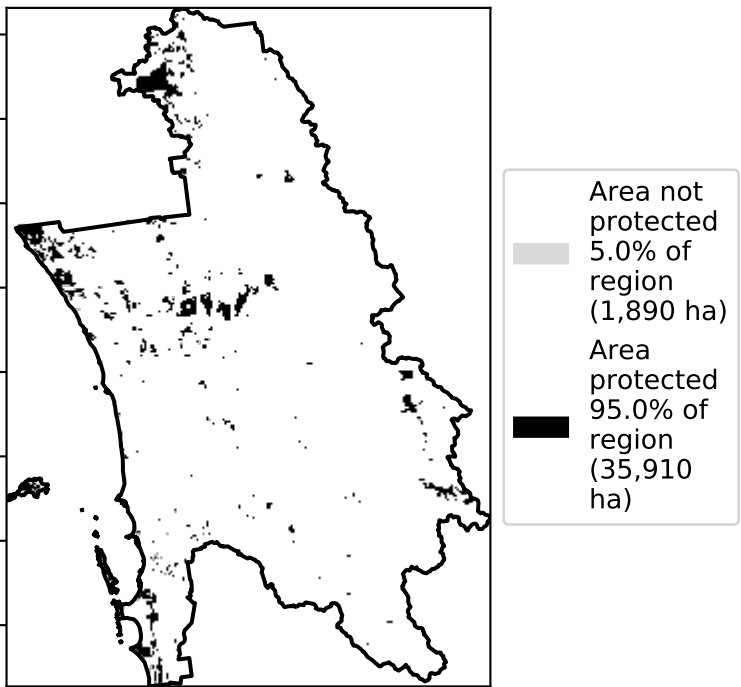 Area not
protected
5.0% of
region
(1,890 ha)
Area
protected
95.0% of
region
(35,910
ha)